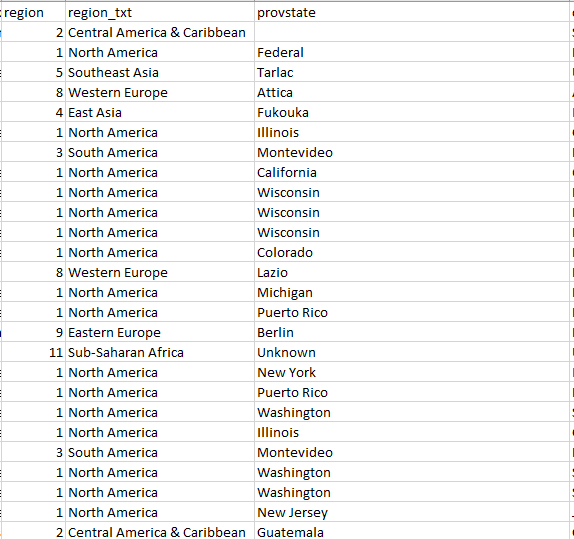 region region_txt provstate
2 Central America & Caribbean
1 North America Federal
5 Southeast Asia Tarlac
8 Western Europe Attica
4 East Asia Fukouka
1 North America Illinois
3 South America Montevideo
1 North America California
1 North America Wisconsin
1 North America Wisconsin
1 North America Wisconsin
1 North America Colorado
8 Western Europe Lazio
1 North America Michigan
1 North America Puerto Rico
9 Eastern Europe Berlin
11 Sub-Saharan Africa Unknown
1 North America New York
1 North America Puerto Rico
1 North America Washington
1 North America Illinois
3 South America Montevideo
1 North America Washington
1 North America Washington
1 North America New Jersey
2 Central America & Caribbean Guatemala